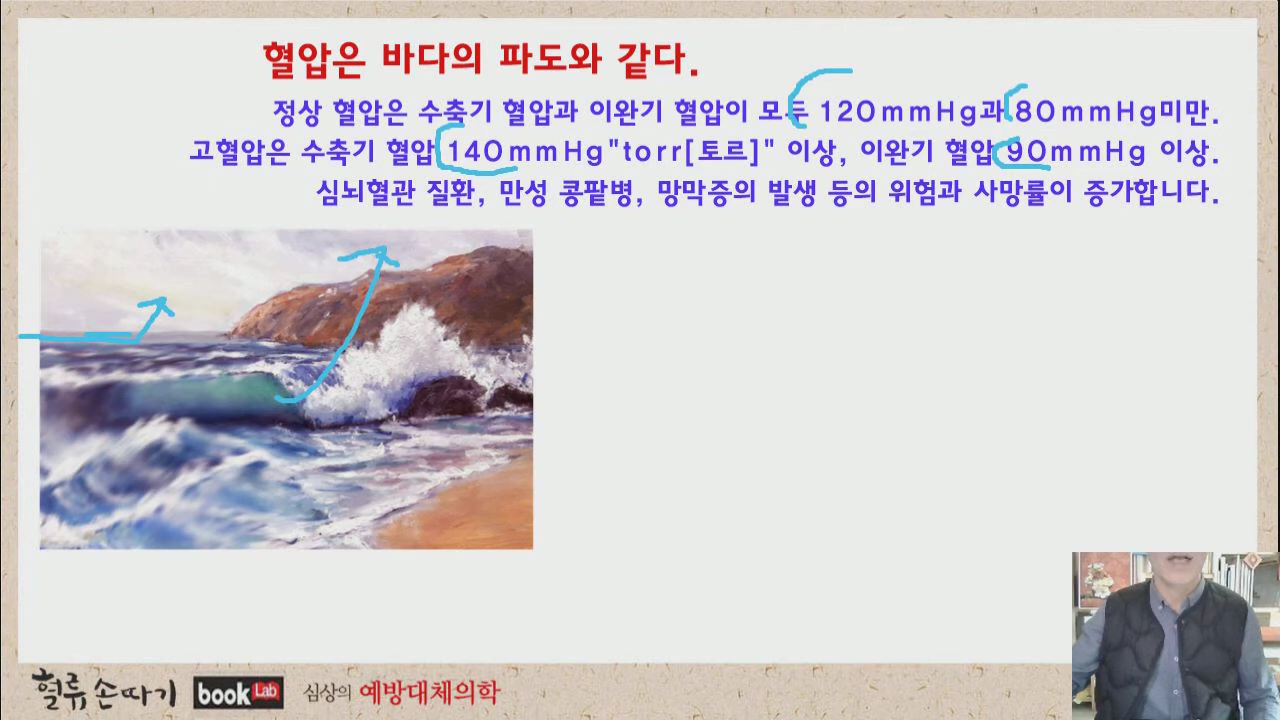 혈압은 바다의 파도와 같다.
정상 혈압은 수축기 혈압과 이완기 혈압이 모두 120mmHg과 80mmHg미만.
고혈압은 수축기 혈압 140mmHg"torr[토르]" 이상, 이완기 혈압 90mmHg 이상.
심뇌혈관 질환, 만성 콩팥병, 망막증의 발생 등의 위험과 사망률이 증가합니다.
혈류 손따기 book Lab 심상의 예방대체의학